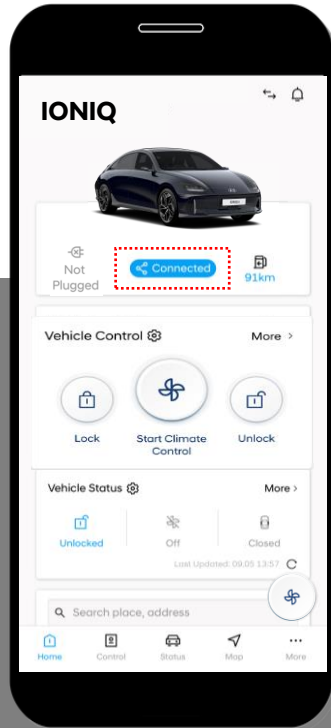 IONIQ
Not
Plugged
Connected
91km
Vehicle Control
More >
Lock
Start Climate
Control
Unlock
Vehicle Status
More >
Unlocked
Off
Closed
Last Updated: 09.05 13:57
Search place, address
Home
Control
Status
Map
More